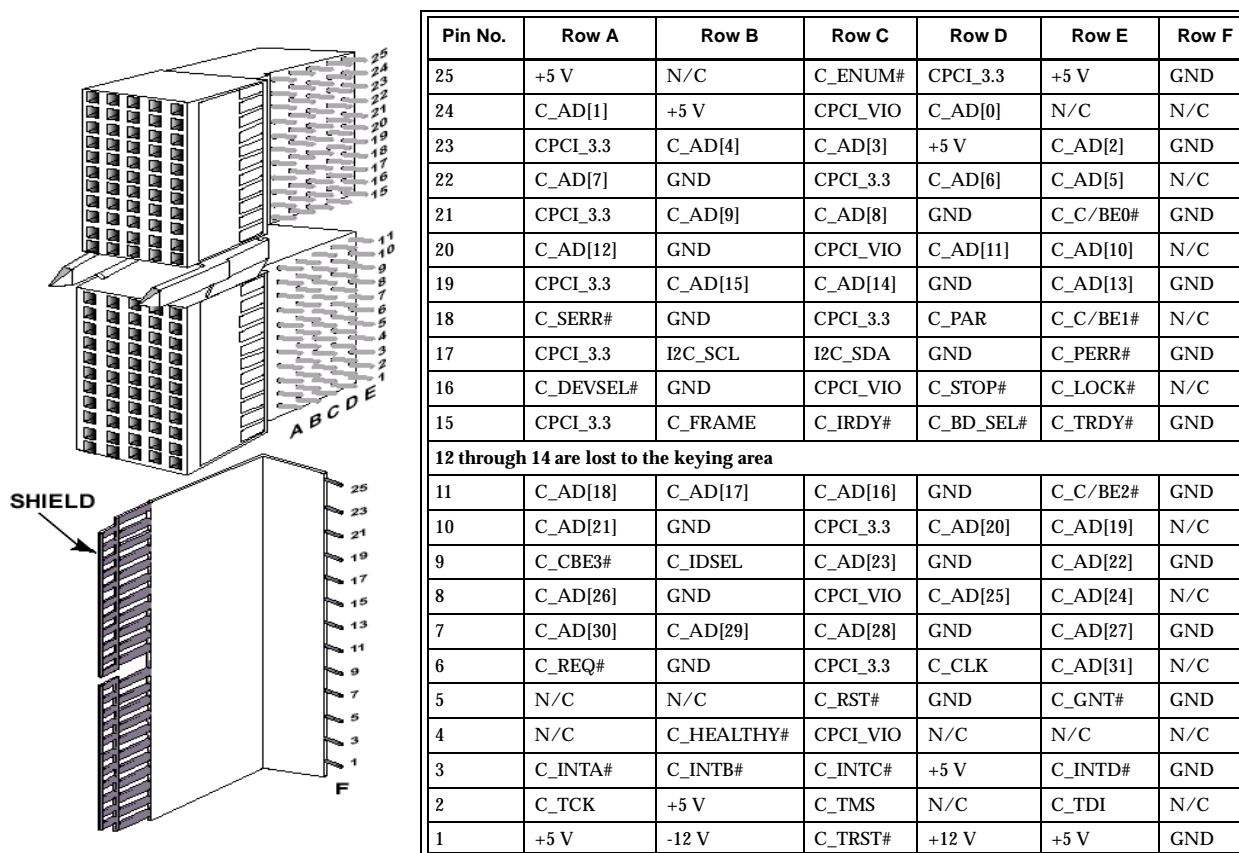 25
24
23
22
21
20
19
18
17
16
15
11
10
9
8
7
6
5
4
3
2
1
A B C D E
SHIELD
25
23
21
19
17
15
13
11
9
7
5
3
1
F
Pin No. Row A Row B Row C Row D Row E Row F
25 +5 V N/C C_ENUM# CPCI_3.3 +5 V GND
24 C_AD[1] +5 V CPCI_VIO C_AD[0] N/C N/C
23 CPCI_3.3 C_AD[4] C_AD[3] +5 V C_AD[2] GND
22 C_AD[7] GND CPCI_3.3 C_AD[6] C_AD[5] N/C
21 CPCI_3.3 C_AD[9] C_AD[8] GND C_C/BE0# GND
20 C_AD[12] GND CPCI_VIO C_AD[11] C_AD[10] N/C
19 CPCI_3.3 C_AD[15] C_AD[14] GND C_AD[13] GND
18 C_SERR# GND CPCI_3.3 C_PAR C_C/BE1# N/C
17 CPCI_3.3 I2C_SCL I2C_SDA GND C_PERR# GND
16 C_DEVSEL# GND CPCI_VIO C_STOP# C_LOCK# N/C
15 CPCI_3.3 C_FRAME C_IRDY# C_BD_SEL# C_TRDY# GND
12 through 14 are lost to the keying area
11 C_AD[18] C_AD[17] C_AD[16] GND C_C/BE2# GND
10 C_AD[21] GND CPCI_3.3 C_AD[20] C_AD[19] N/C
9 C_CBE3# C_IDSEL C_AD[23] GND C_AD[22] GND
8 C_AD[26] GND CPCI_VIO C_AD[25] C_AD[24] N/C
7 C_AD[30] C_AD[29] C_AD[28] GND C_AD[27] GND
6 C_REQ# GND CPCI_3.3 C_CLK C_AD[31] N/C
5 N/C N/C C_RST# GND C_GNT# GND
4 N/C C_HEALTHY# CPCI_VIO N/C N/C N/C
3 C_INTA# C_INTB# C_INTC# +5 V C_INTD# GND
2 C_TCK +5 V C_TMS N/C C_TDI N/C
1 +5 V -12 V C_TRST# +12 V +5 V GND